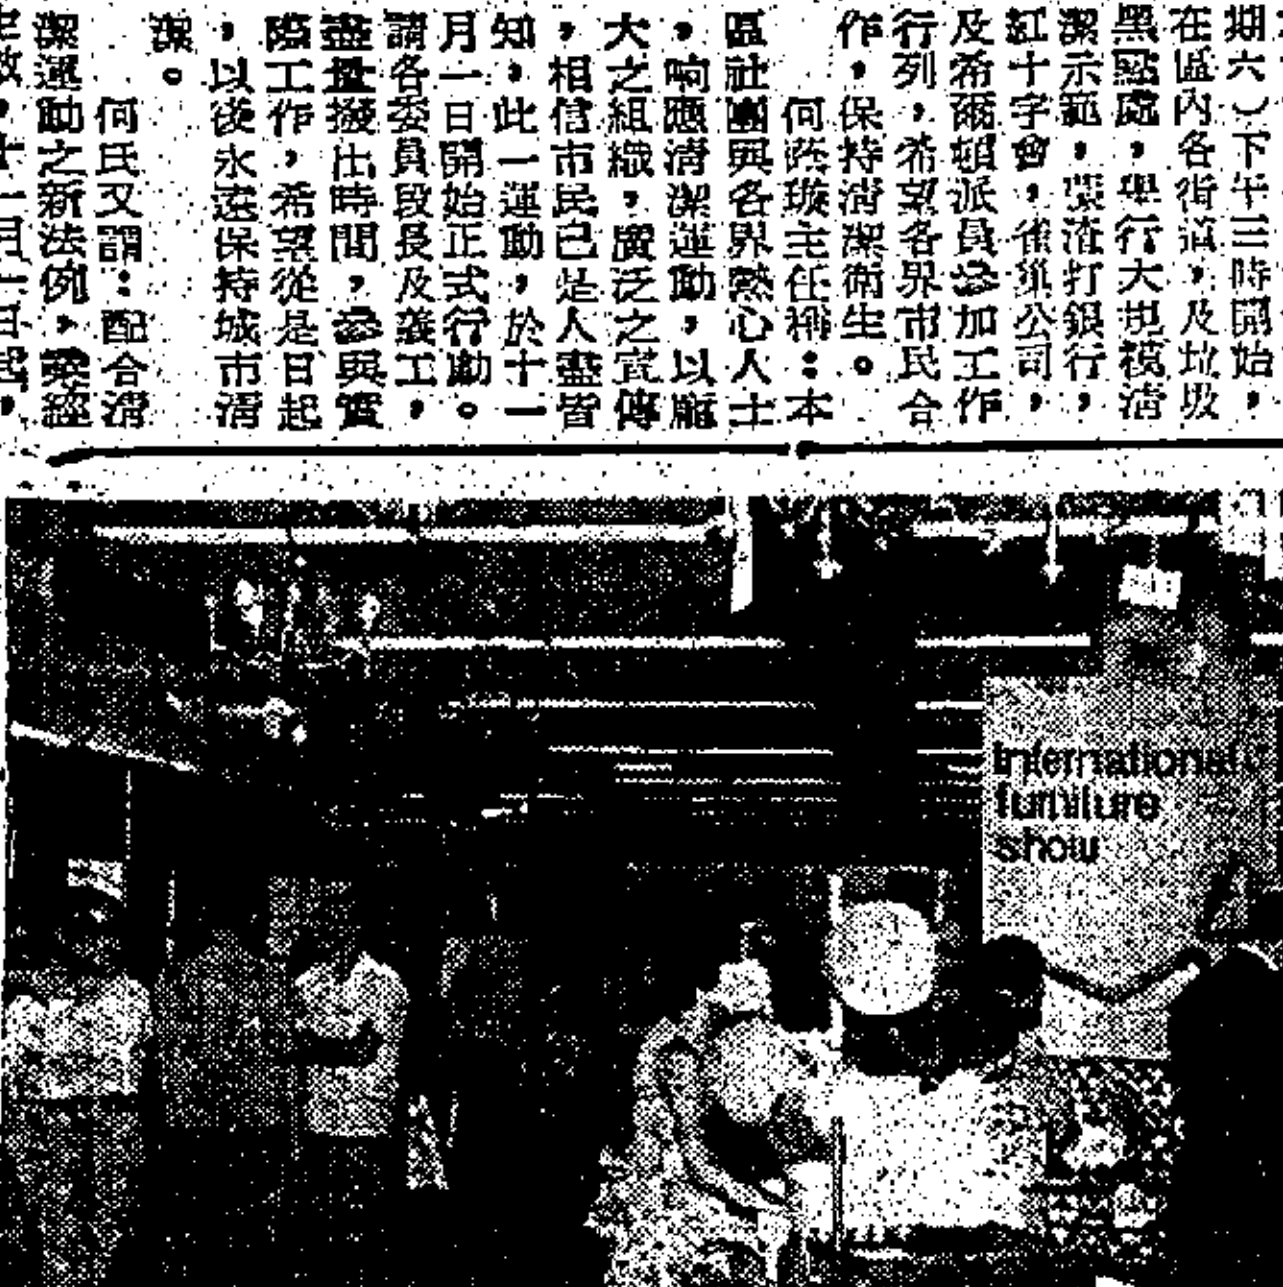 期六）下午三時開始，
在區內各街道，及垃圾
黑點處，舉行大規模清
潔示範，獲渣打銀行，
紅十字會，雀巢公司，
及希爾頓派員參加工作
行列，希望各界市民合
作，保持清潔衛生。
何蔭璇主任稱：本
區社團與各界熱心人士
，响應清潔運動，以龐
大之組織，廣泛之宣傳
，相信市民已是人盡皆
知，此一運動，於十一
月一日開始正式行動。
請各委員段長及義工，
盡量撥出時間，參與實
際工作，希望從是日起
，以後永遠保持城市清
潔。
何氏又謂：配合清
潔運動之新法例，業經
十一月一日起，
International
furniture
show